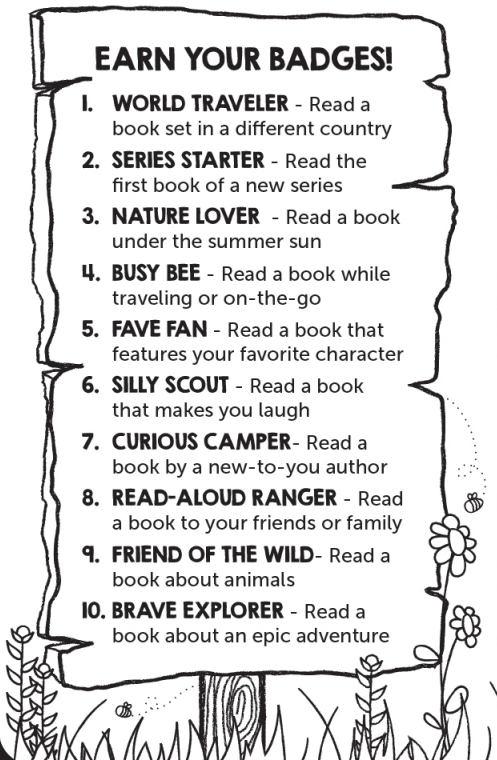 EARN YOUR BADGES!
1. WORLD TRAVELER - Read a
book set in a different country
2. SERIES STARTER - Read the
first book of a new series
3. NATURE LOVER - Read a book
under the summer sun
4. BUSY BEE - Read a book while
traveling or on-the-go
5. FAVE FAN - Read a book that
features your favorite character
6. SILLY SCOUT - Read a book
that makes you laugh
7. CURIOUS CAMPER- Read a
book by a new-to-you author
8. READ-ALOUD RANGER - Read
a book to your friends or family
9. FRIEND OF THE WILD- Read a
book about animals
10. BRAVE EXPLORER - Read a
book about an epic adventure